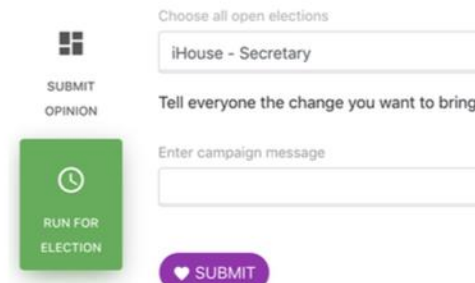 Choose all open elections
iHouse - Secretary
SUBMIT
OPINION
Tell everyone the change you want to bring
Enter campaign message
RUN FOR
ELECTION
SUBMIT